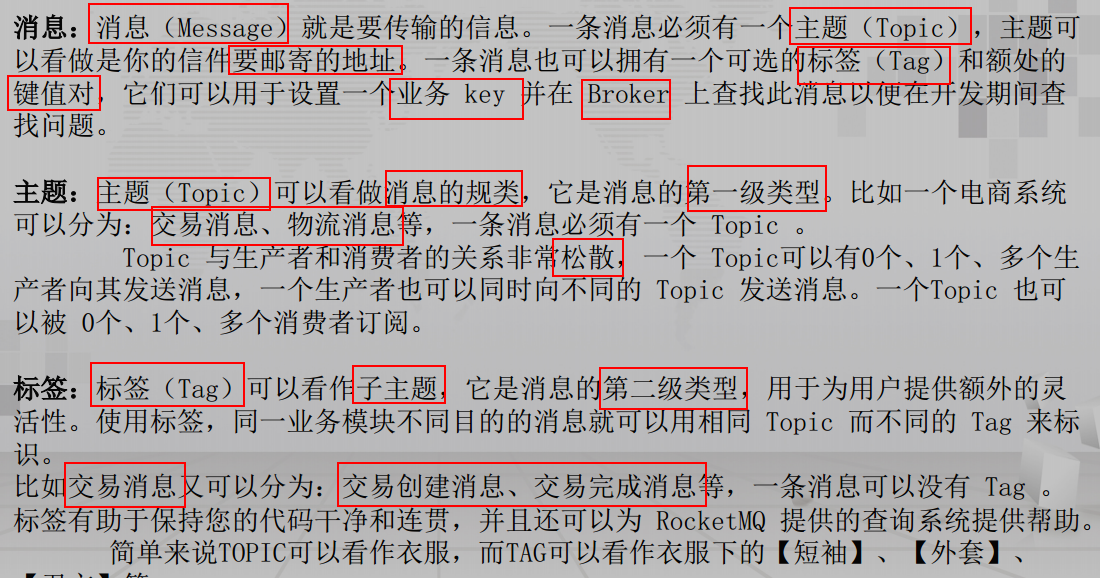 消息：消息（Message）就是要传输的信息。 一条消息必须有一个主题（Topic），主题可
以看做是你的信件要邮寄的地址。一条消息也可以拥有一个可选的标签（Tag）和额处的
键值对，它们可以用于设置一个业务 key 并在 Broker 上查找此消息以便在开发期间查
找问题。
主题：主题（Topic）可以看做消息的规类，它是消息的第一级类型。比如一个电商系统
可以分为：交易消息、物流消息等，一条消息必须有一个 Topic 。
Topic 与生产者和消费者的关系非常松散，一个 Topic可以有0个、1个、多个生
产者向其发送消息，一个生产者也可以同时向不同的 Topic 发送消息。一个Topic 也可
以被 0个、1个、多个消费者订阅。
标签：标签（Tag）可以看作子主题，它是消息的第二级类型，用于为用户提供额外的灵
活性。使用标签，同一业务模块不同目的的消息就可以用相同 Topic 而不同的 Tag 来标
识。
比如交易消息又可以分为：交易创建消息、交易完成消息等，一条消息可以没有 Tag 。
标签有助于保持您的代码干净和连贯，并且还可以为 RocketMQ 提供的查询系统提供帮助。
简单来说TOPIC可以看作衣服，而TAG可以看作衣服下的【短袖】、【外套】、